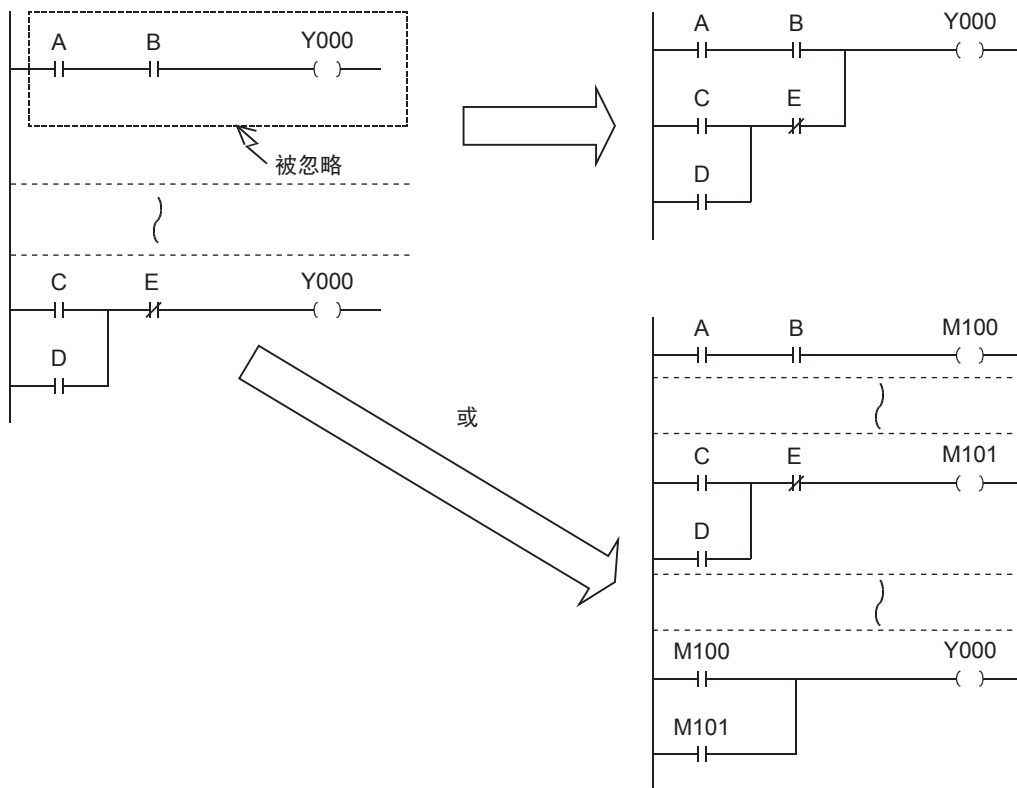 A B Y000
被忽略
C E Y000
D
A B Y000
C E
D
或
A B M100
C E M101
D
M100 Y000
M101